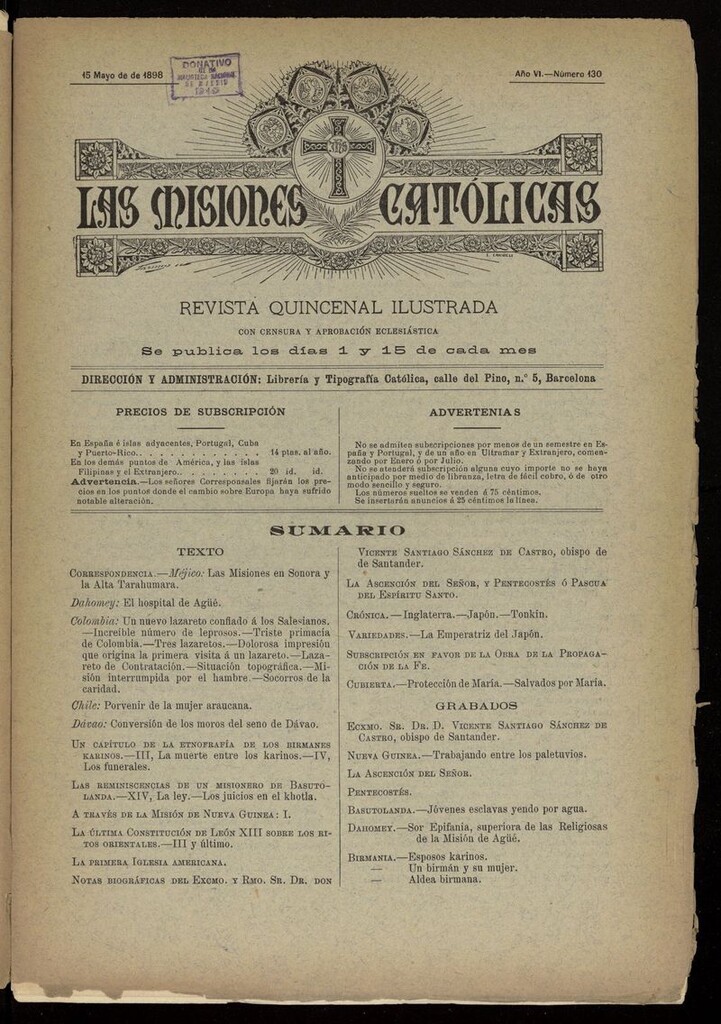 15 Mayo de de 1898
DONATIVO
1940
Año VI.—Número 130
IHS
LAS MISIONES CATÓLICAS
REVISTA QUINCENAL ILUSTRADA
CON CENSURA Y APROBACIÓN ECLESIÁSTICA
Se publica los días 1 y 15 de cada mes
DIRECCIÓN Y ADMINISTRACIÓN: Librería y Tipografía Católica, calle del Pino, n.° 5, Barcelona
PRECIOS DE SUBSCRIPCIÓN
En España é islas adyacentes, Portugal, Cuba
y Puerto-Rico. . . . . . . . . . . . 14 ptas. al año.
En los demás puntos de América, y las islas
Filipinas y el Extranjero. . . . . . . . 20 id. id.
Advertencia.—Los señores Corresponsales fijarán los pre-
cios en los puntos donde el cambio sobre Europa haya sufrido
notable alteración.
ADVERTENIAS
No se admiten subscripciones por menos de un semestre en Es-
paña y Portugal, y de un año en Ultramar y Extranjero, comen-
zando por Enero ó por Julio.
No se atenderá subscripción alguna cuyo importe no se haya
anticipado por medio de libranza, letra de fácil cobro, ó de otro
modo sencillo y seguro.
Los números sueltos se venden á 75 céntimos.
Se insertarán anuncios á 25 céntimos la línea.
SUMARIO
TEXTO
CORRESPONDENCIA.—Méjico: Las Misiones en Sonora y
la Alta Tarahumara.
Dahomey: El hospital de Agüé.
Colombia: Un nuevo lazareto confiado á los Salesianos.
—Increíble número de leprosos.—Triste primacía
de Colombia.—Tres lazaretos.—Dolorosa impresión
que origina la primera visita á un lazareto.—Laza-
reto de Contratación.—Situación topográfica.—Mi-
sión interrumpida por el hambre.—Socorros de la
caridad.
Chile: Porvenir de la mujer araucana.
Dávao: Conversión de los moros del seno de Dávao.
UN CAPÍTULO DE LA ETNOFRAFÍA DE LOS BIRMANES
KARINOS.—III, La muerte entre los karinos.—IV,
Los funerales.
LAS REMINISCENCIAS DE UN MISIONERO DE BASUTO-
LANDA.—XIV, La ley.—Los juicios en el khotla.
A TRAVÉS DE LA MISIÓN DE NUEVA GUINEA: I.
LA ÚLTIMA CONSTITUCIÓN DE LEÓN XIII SOBRE LOS RI-
TOS ORIENTALES.—III y último.
LA PRIMERA IGLESIA AMERICANA.
NOTAS BIOGRÁFICAS DEL EXCMO. Y RMO. SR. DR. DON
VICENTE SANTIAGO SÁNCHEZ DE CASTRO, obispo de
de Santander.
LA ASCENCIÓN DEL SEÑOR, Y PENTECOSTÉS Ó PASCUA
DEL ESPÍRITU SANTO.
CRÓNICA.—Inglaterra.—Japón.—Tonkín.
VARIEDADES.—La Emperatriz del Japón.
SUBSCRIPCIÓN EN FAVOR DE LA OBRA DE LA PROPAGA-
CIÓN DE LA FE.
CUBIERTA.—Protección de María.—Salvados por María.
GRABADOS
ECXMO. SR. DR. D. VICENTE SANTIAGO SÁNCHEZ DE
CASTRO, obispo de Santander.
NUEVA GUINEA.—Trabajando entre los paletuvios.
LA ASCENCIÓN DEL SEÑOR.
PENTECOSTÉS.
BASUTOLANDA.—Jóvenes esclavas yendo por agua.
DAHOMEY.—Sor Epifanía, superiora de las Religiosas
de la Misión de Agüé.
BIRMANIA.—Esposos karinos.
— Un birmán y su mujer.
— Aldea birmana.